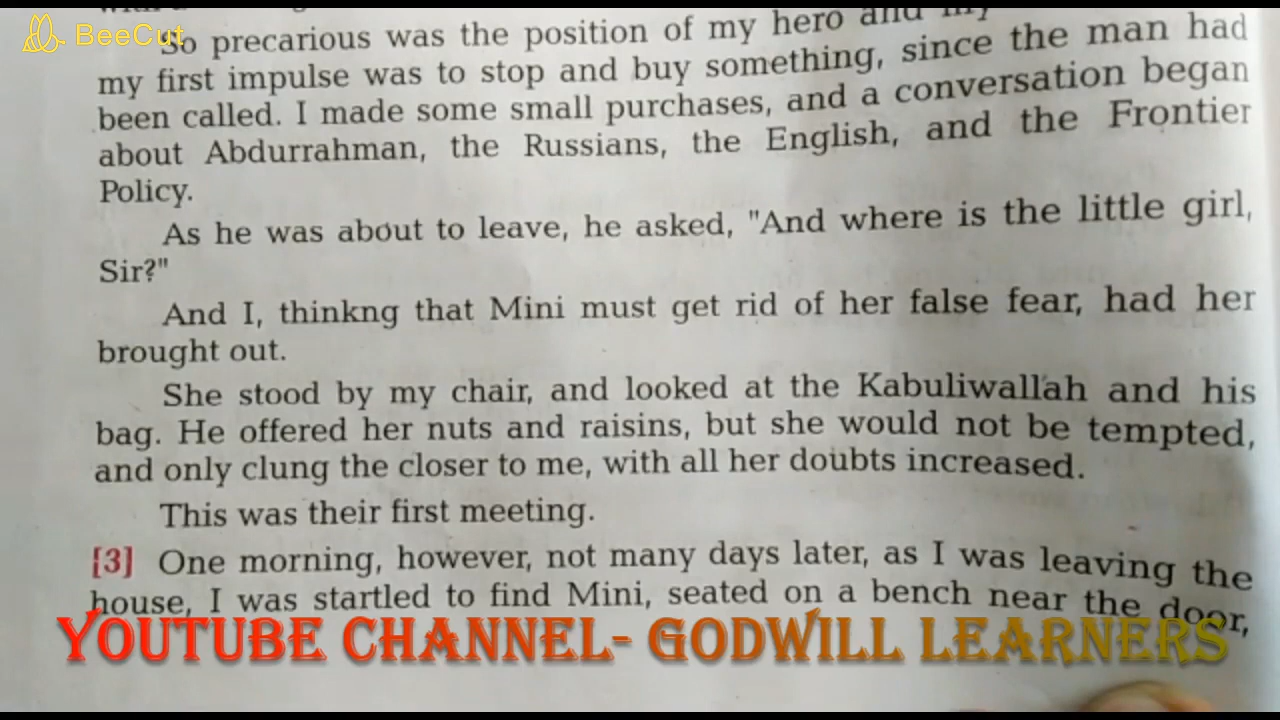 BeeCut
So precarious was the position of my hero and my
my first impulse was to stop and buy something, since the man had
been called. I made some small purchases, and a conversation began
about Abdurrahman, the Russians, the English, and the Frontier
Policy.
As he was about to leave, he asked, "And where is the little girl,
Sir?"
And I, thinkng that Mini must get rid of her false fear, had her
brought out.
She stood by my chair, and looked at the Kabuliwallah and his
bag. He offered her nuts and raisins, but she would not be tempted,
and only clung the closer to me, with all her doubts increased.
This was their first meeting.
[3] One morning, however, not many days later, as I was leaving the
house, I was startled to find Mini, seated on a bench near the door,
YOUTUBE CHANNEL- GODWILL LEARNERS